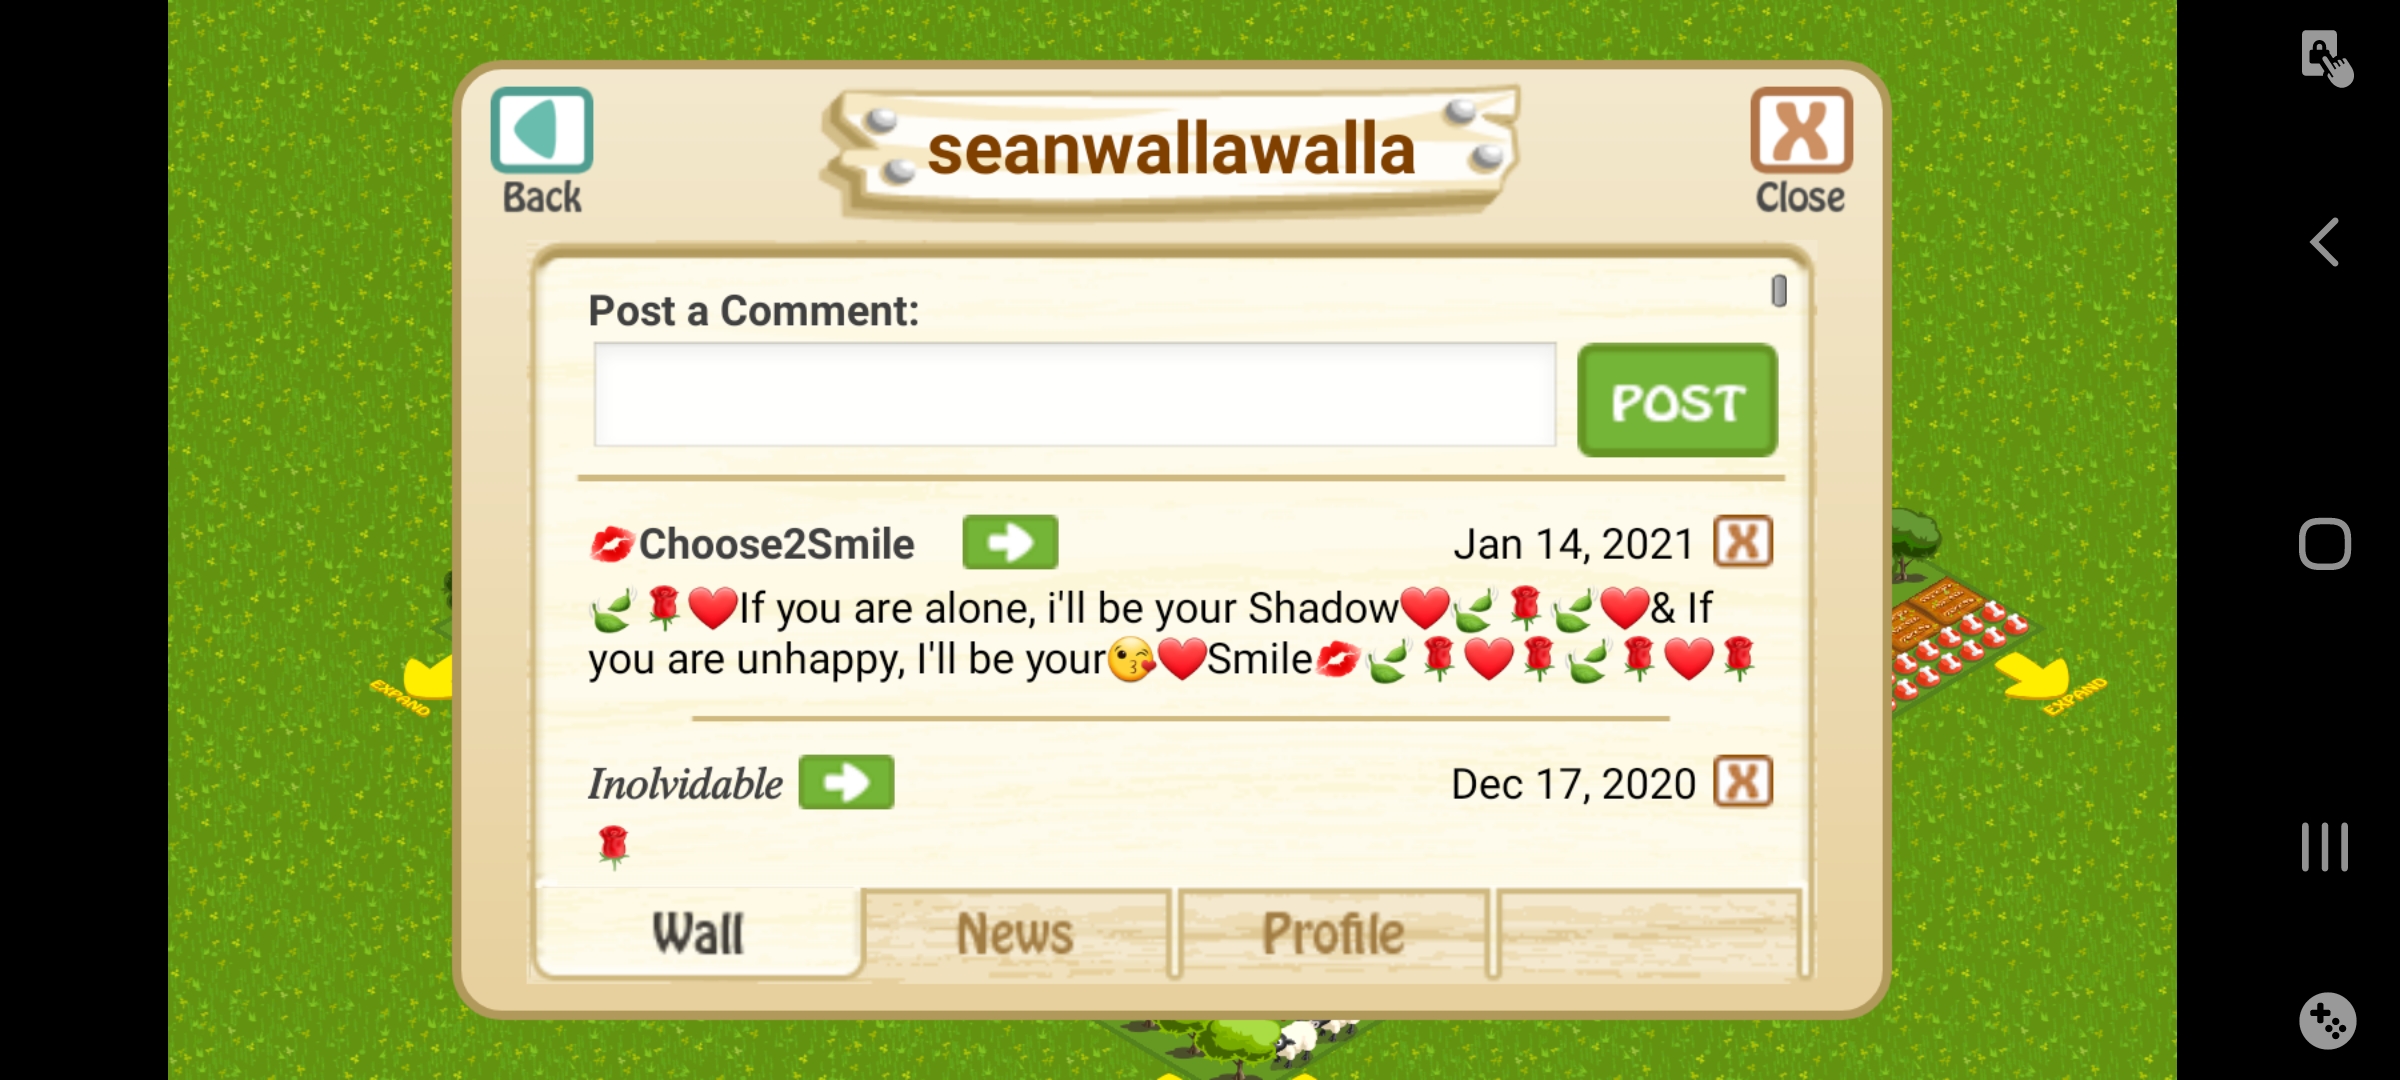 seanwallawalla
Back
Close
Post a Comment:
POST
💋Choose2Smile
Jan 14, 2021
🍃🌹❤️If you are alone, i'll be your Shadow❤️🍃🌹🍃❤️& If
you are unhappy, I'll be your😘❤️Smile💋🍃🌹❤️🌹🍃🌹❤️🌹
Inolvidable
Dec 17, 2020
🌹
EXPAND
EXPAND
Wall
News
Profile